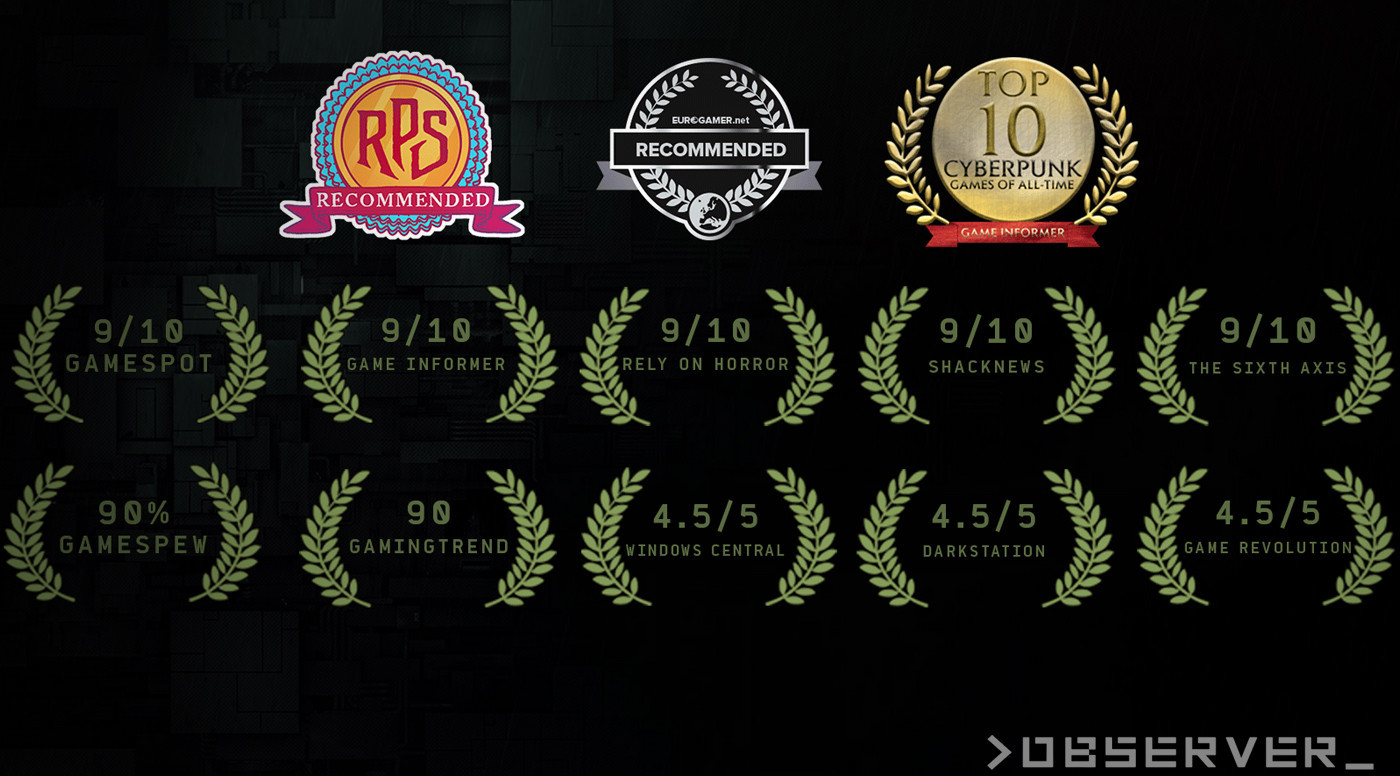 RPS
RECOMMENDED
EUROGAMER.net
RECOMMENDED
TOP
10
CYBERPUNK
GAMES OF ALL-TIME
GAME INFORMER
9/10
GAMESPOT
9/10
GAME INFORMER
9/10
RELY ON HORROR
9/10
SHACKNEWS
9/10
THE SIXTH AXIS
90%
GAMESPEW
90
GAMINGTREND
4.5/5
WINDOWS CENTRAL
4.5/5
DARKSTATION
4.5/5
GAME REVOLUTION
>OBSERVER_